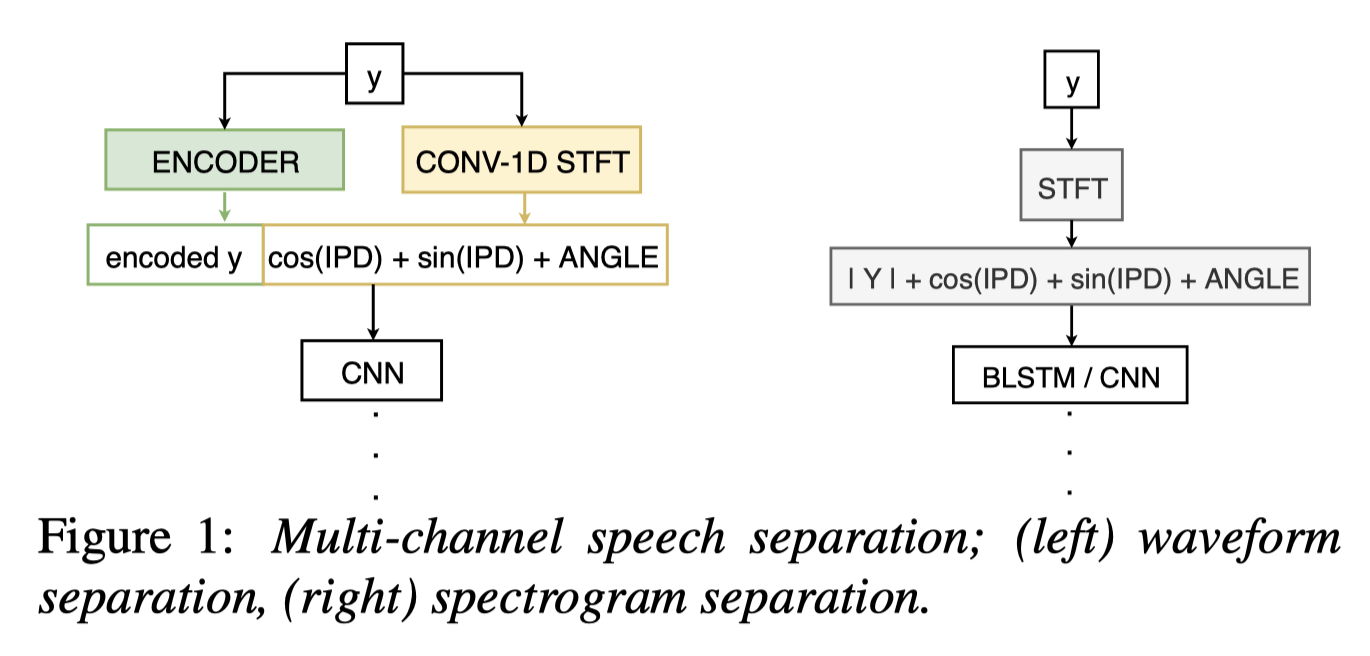 y
ENCODER
CONV-1D STFT
encoded y
cos(IPD) + sin(IPD) + ANGLE
CNN
.
.
.
y
STFT
| Y | + cos(IPD) + sin(IPD) + ANGLE
BLSTM / CNN
.
.
.
Figure 1: Multi-channel speech separation; (left) waveform
separation, (right) spectrogram separation.